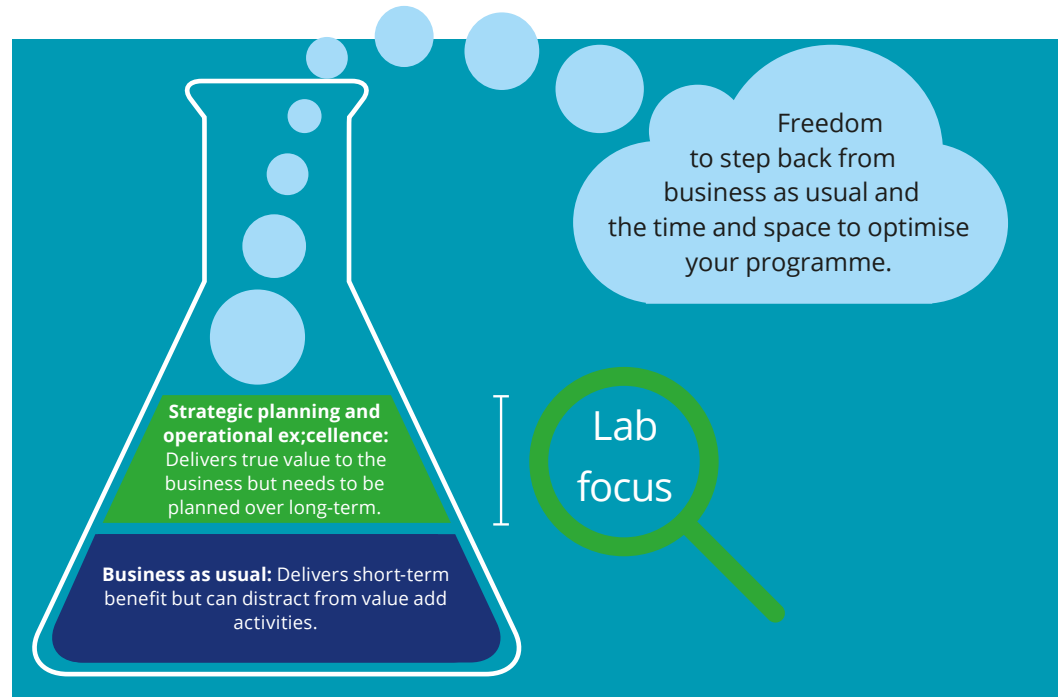 Freedom
to step back from
business as usual and
the time and space to optimise
your programme.
Strategic planning and
operational ex;cellence:
Delivers true value to the
business but needs to be
planned over long-term.
Lab
focus
Business as usual: Delivers short-term
benefit but can distract from value add
activities.